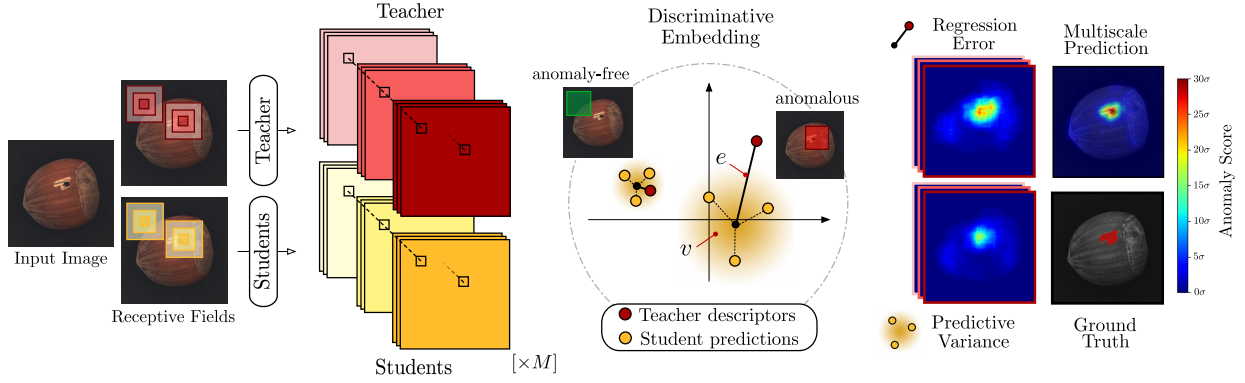 Teacher
Discriminative
Embedding
Regression
Error
Multiscale
Prediction
anomaly-free
anomalous
Teacher
Students
Input Image
Receptive Fields
e
v
Teacher descriptors
Student predictions
Students
[×M]
Predictive
Variance
Ground
Truth
30σ
25σ
20σ
15σ
10σ
5σ
0σ
Anomaly Score